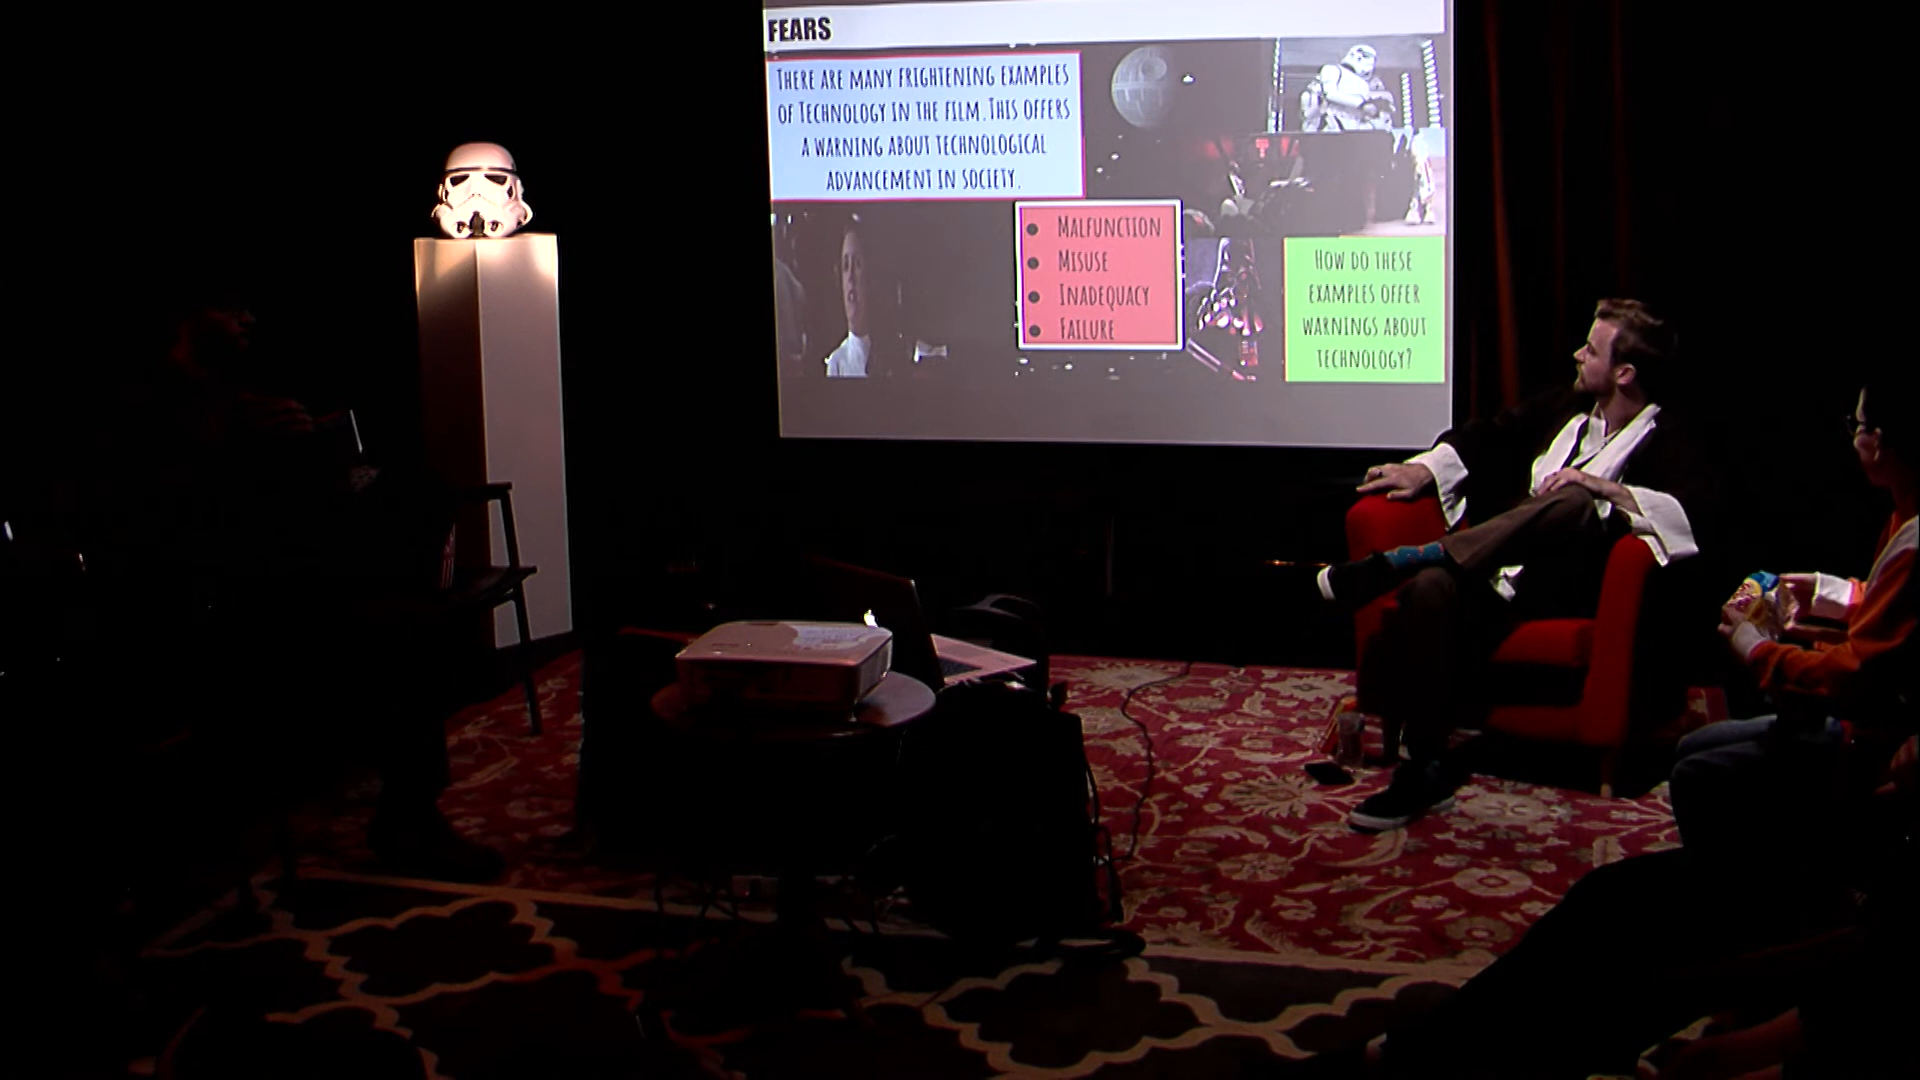 FEARS
THERE ARE MANY FRIGHTENING EXAMPLES
OF TECHNOLOGY IN THE FILM. THIS OFFERS
A WARNING ABOUT TECHNOLOGICAL
ADVANCEMENT IN SOCIETY.
MALFUNCTION
MISUSE
INADEQUACY
FAILURE
HOW DO THESE
EXAMPLES OFFER
WARNINGS ABOUT
TECHNOLOGY?